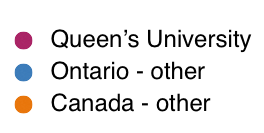 Queen’s University
Ontario - other
Canada - other